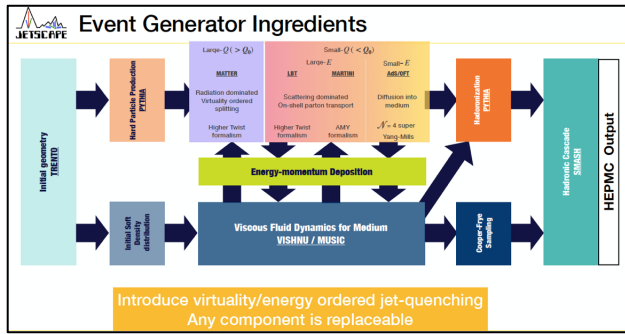 JETSCAPE
Event Generator Ingredients
Large-Q ( > Q₀)
Small-Q ( < Q₀)
Large-E
Small-E
MATTER
LBT
MARTINI
AdS/CFT
Radiation dominated
Virtuality ordered
splitting
Scattering dominated
On-shell parton transport
Diffusion into
medium
Higher Twist
formalism
Higher Twist
formalism
AMY
formalism
𝒩 = 4 super
Yang-Mills
Initial geometry
TRENTO
Hard Particle Production
PYTHIA
Hadronization
PYTHIA
Hadronic Cascade
SMASH
HEPMC Output
Energy-momentum Deposition
Initial Soft
Density
distribution
Viscous Fluid Dynamics for Medium
VISHNU / MUSIC
Cooper-Frye
Sampling
Introduce virtuality/energy ordered jet-quenching
Any component is replaceable